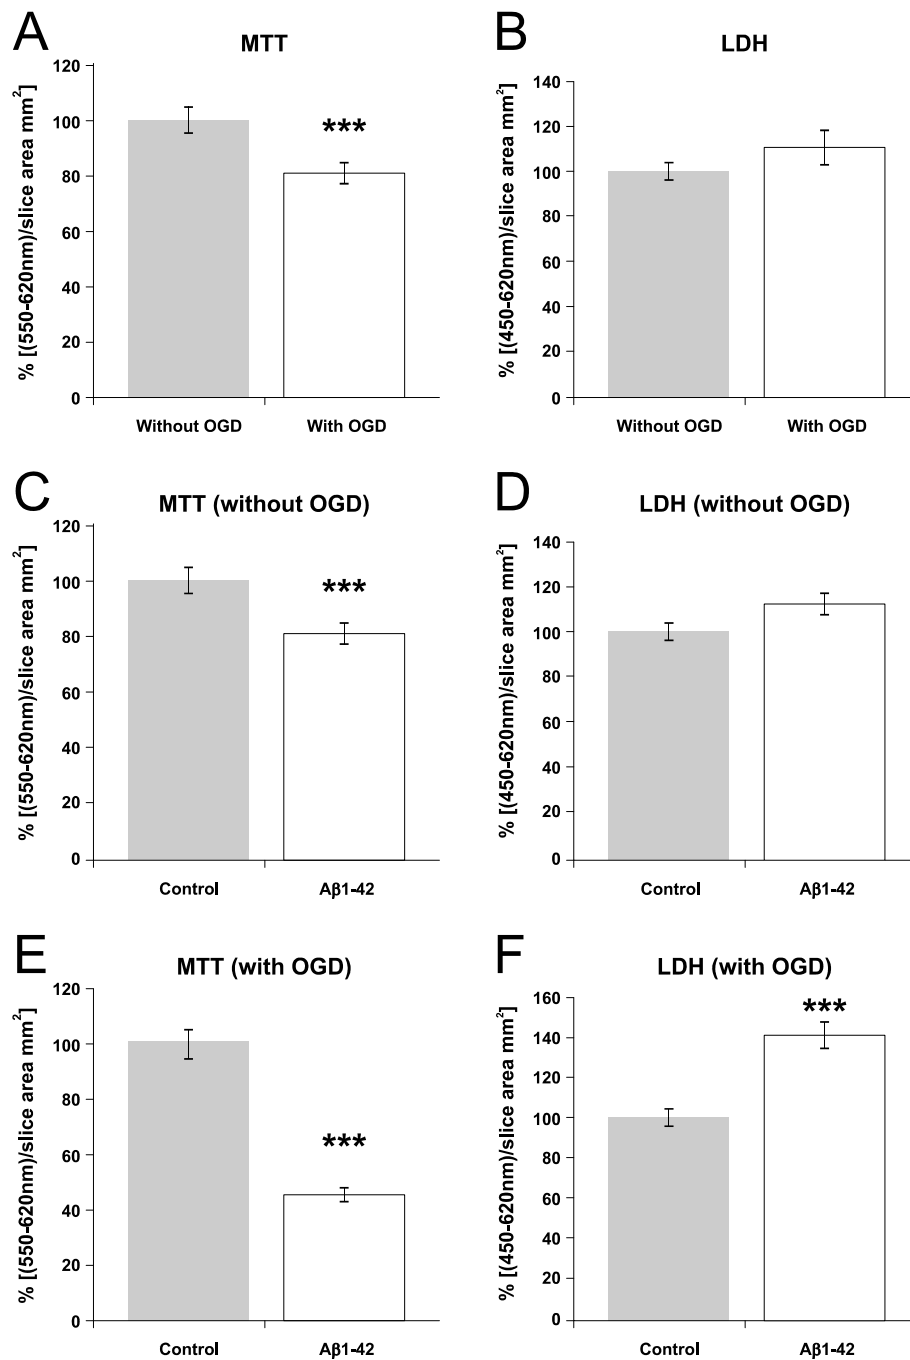 A
MTT
% [(550-620nm)/slice area mm²]
120
100
80
60
40
20
0
***
Without OGD
With OGD
B
LDH
% [(450-620nm)/slice area mm²]
140
120
100
80
60
40
20
0
Without OGD
With OGD
C
MTT (without OGD)
% [(550-620nm)/slice area mm²]
120
100
80
60
40
20
0
***
Control
Aβ1-42
D
LDH (without OGD)
% [(450-620nm)/slice area mm²]
140
120
100
80
60
40
20
0
Control
Aβ1-42
E
MTT (with OGD)
% [(550-620nm)/slice area mm²]
120
100
80
60
40
20
0
***
Control
Aβ1-42
F
LDH (with OGD)
% [(450-620nm)/slice area mm²]
160
140
120
100
80
60
40
20
0
***
Control
Aβ1-42